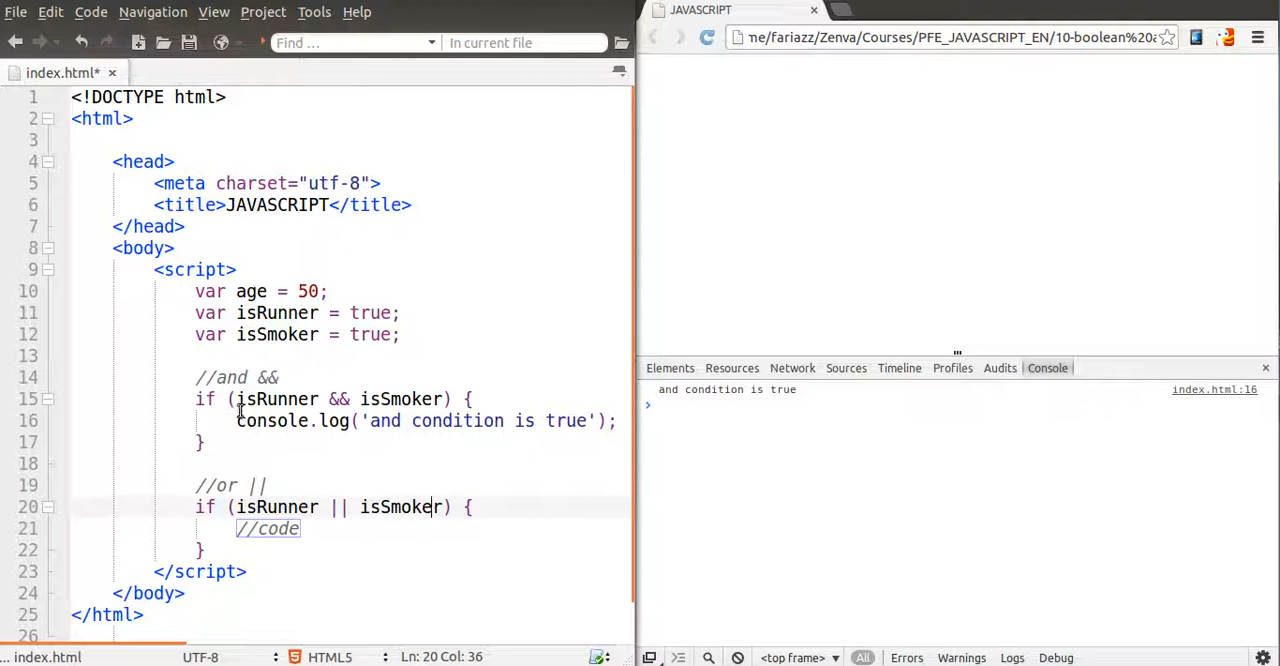 File Edit Code Navigation View Project Tools Help
Find ... In current file
index.html*
1 <!DOCTYPE html>
2 <html>
3
4 <head>
5 <meta charset="utf-8">
6 <title>JAVASCRIPT</title>
7 </head>
8 <body>
9 <script>
10 var age = 50;
11 var isRunner = true;
12 var isSmoker = true;
13
14 //and &&
15 if (isRunner && isSmoker) {
16 console.log('and condition is true');
17 }
18
19 //or ||
20 if (isRunner || isSmoker) {
21 //code
22 }
23 </script>
24 </body>
25 </html>
26
index.html UTF-8 HTML5 Ln: 20 Col: 36
JAVASCRIPT
me/fariazz/Zenva/Courses/PFE_JAVASCRIPT_EN/10-boolean%20
Elements Resources Network Sources Timeline Profiles Audits Console
and condition is true index.html:16
<top frame> All Errors Warnings Logs Debug